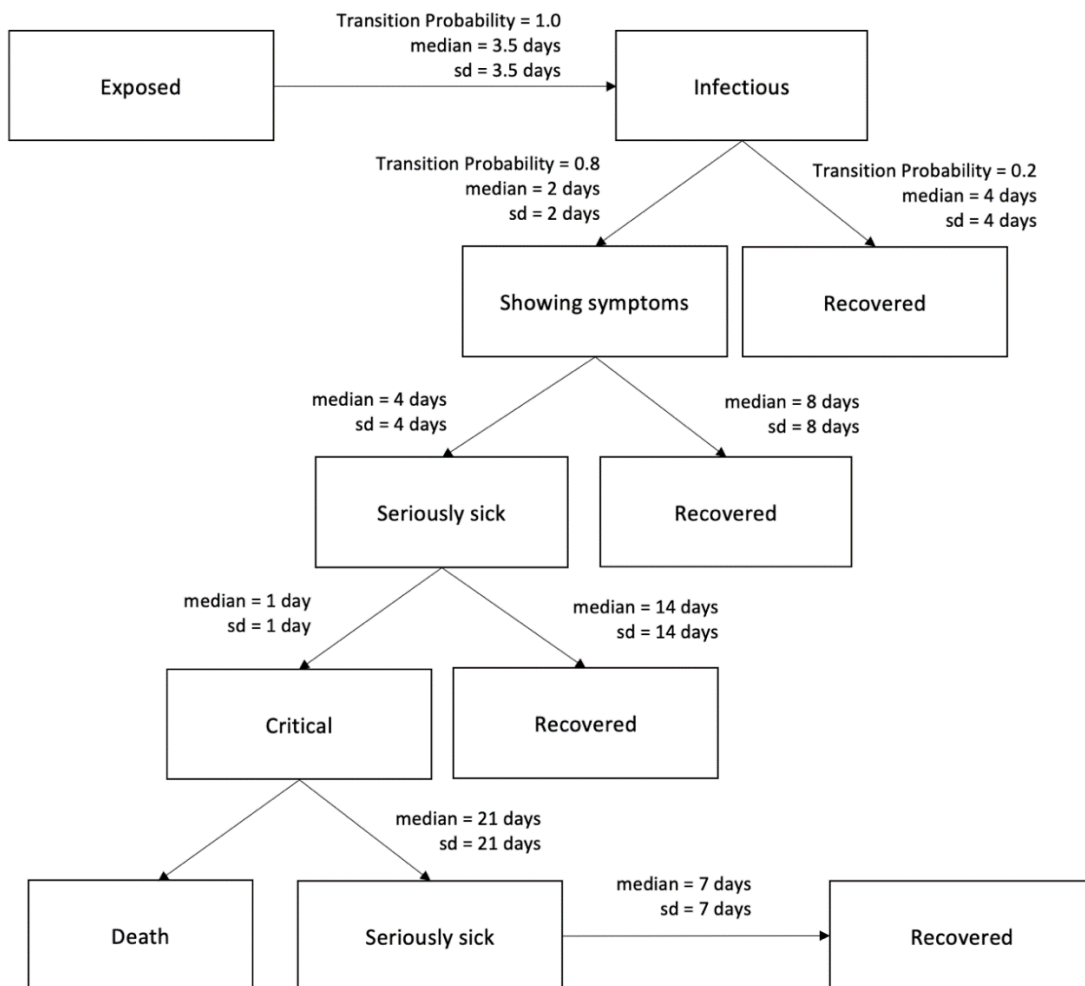 Transition Probability = 1.0
median = 3.5 days
sd = 3.5 days
Exposed
Infectious
Transition Probability = 0.8
median = 2 days
sd = 2 days
Transition Probability = 0.2
median = 4 days
sd = 4 days
Showing symptoms
Recovered
median = 4 days
sd = 4 days
median = 8 days
sd = 8 days
Seriously sick
Recovered
median = 1 day
sd = 1 day
median = 14 days
sd = 14 days
Critical
Recovered
median = 21 days
sd = 21 days
median = 7 days
sd = 7 days
Death
Seriously sick
Recovered